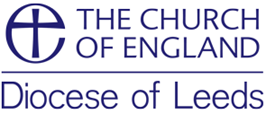 THE CHURCH
OF ENGLAND
Diocese of Leeds